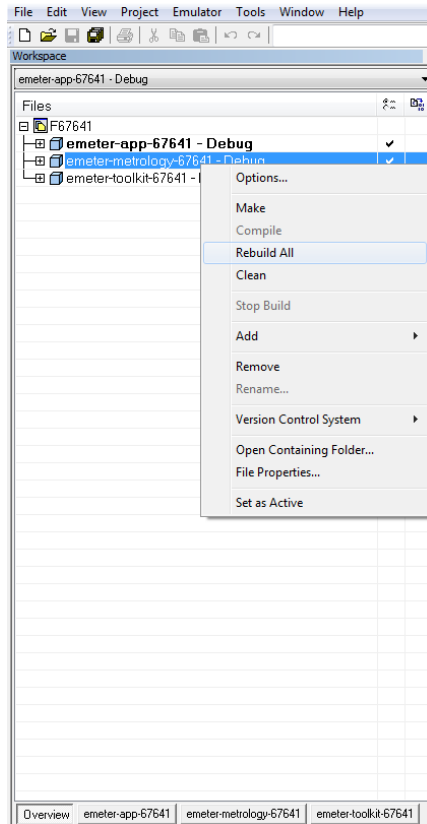 File Edit View Project Emulator Tools Window Help
Workspace
emeter-app-67641 - Debug
Files
F67641
emeter-app-67641 - Debug
emeter-metrology-67641 - Debug
emeter-toolkit-67641 -
Options...
Make
Compile
Rebuild All
Clean
Stop Build
Add
Remove
Rename...
Version Control System
Open Containing Folder...
File Properties...
Set as Active
Overview emeter-app-67641 emeter-metrology-67641 emeter-toolkit-67641